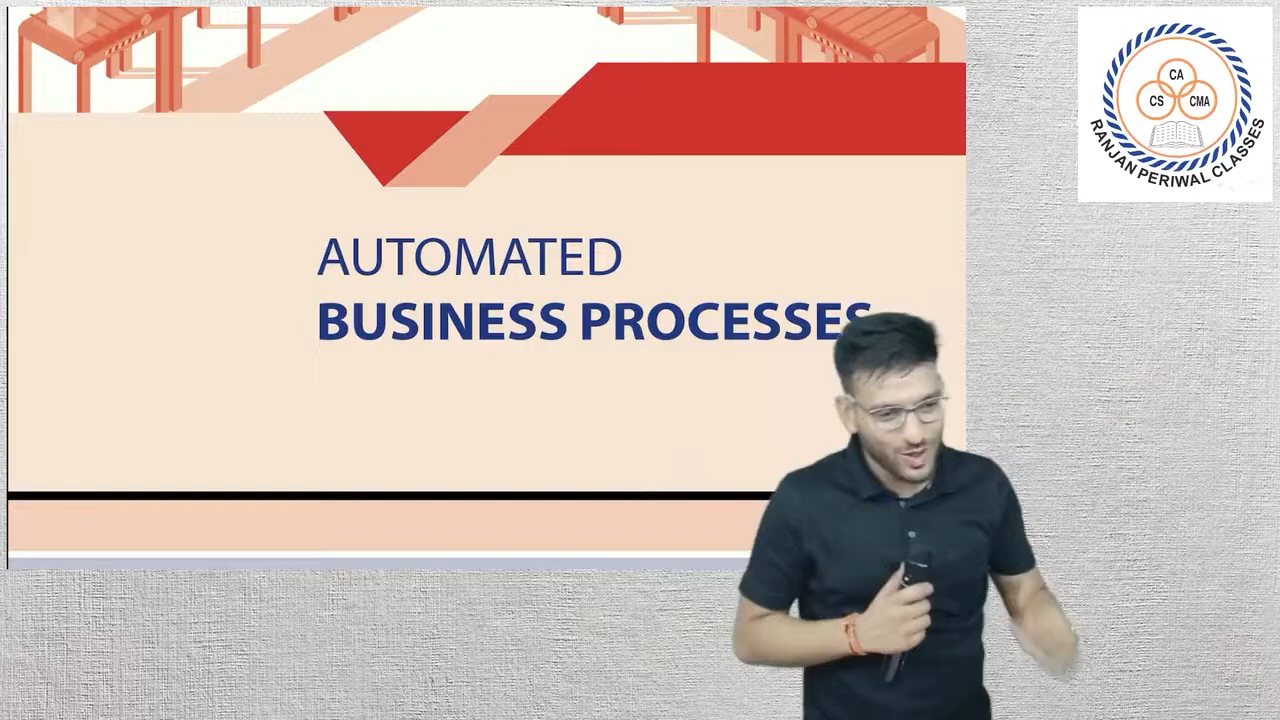 AUTOMATED
BUSINESS PROCESSES
CA
CS
CMA
RANJAN PERIWAL CLASSES